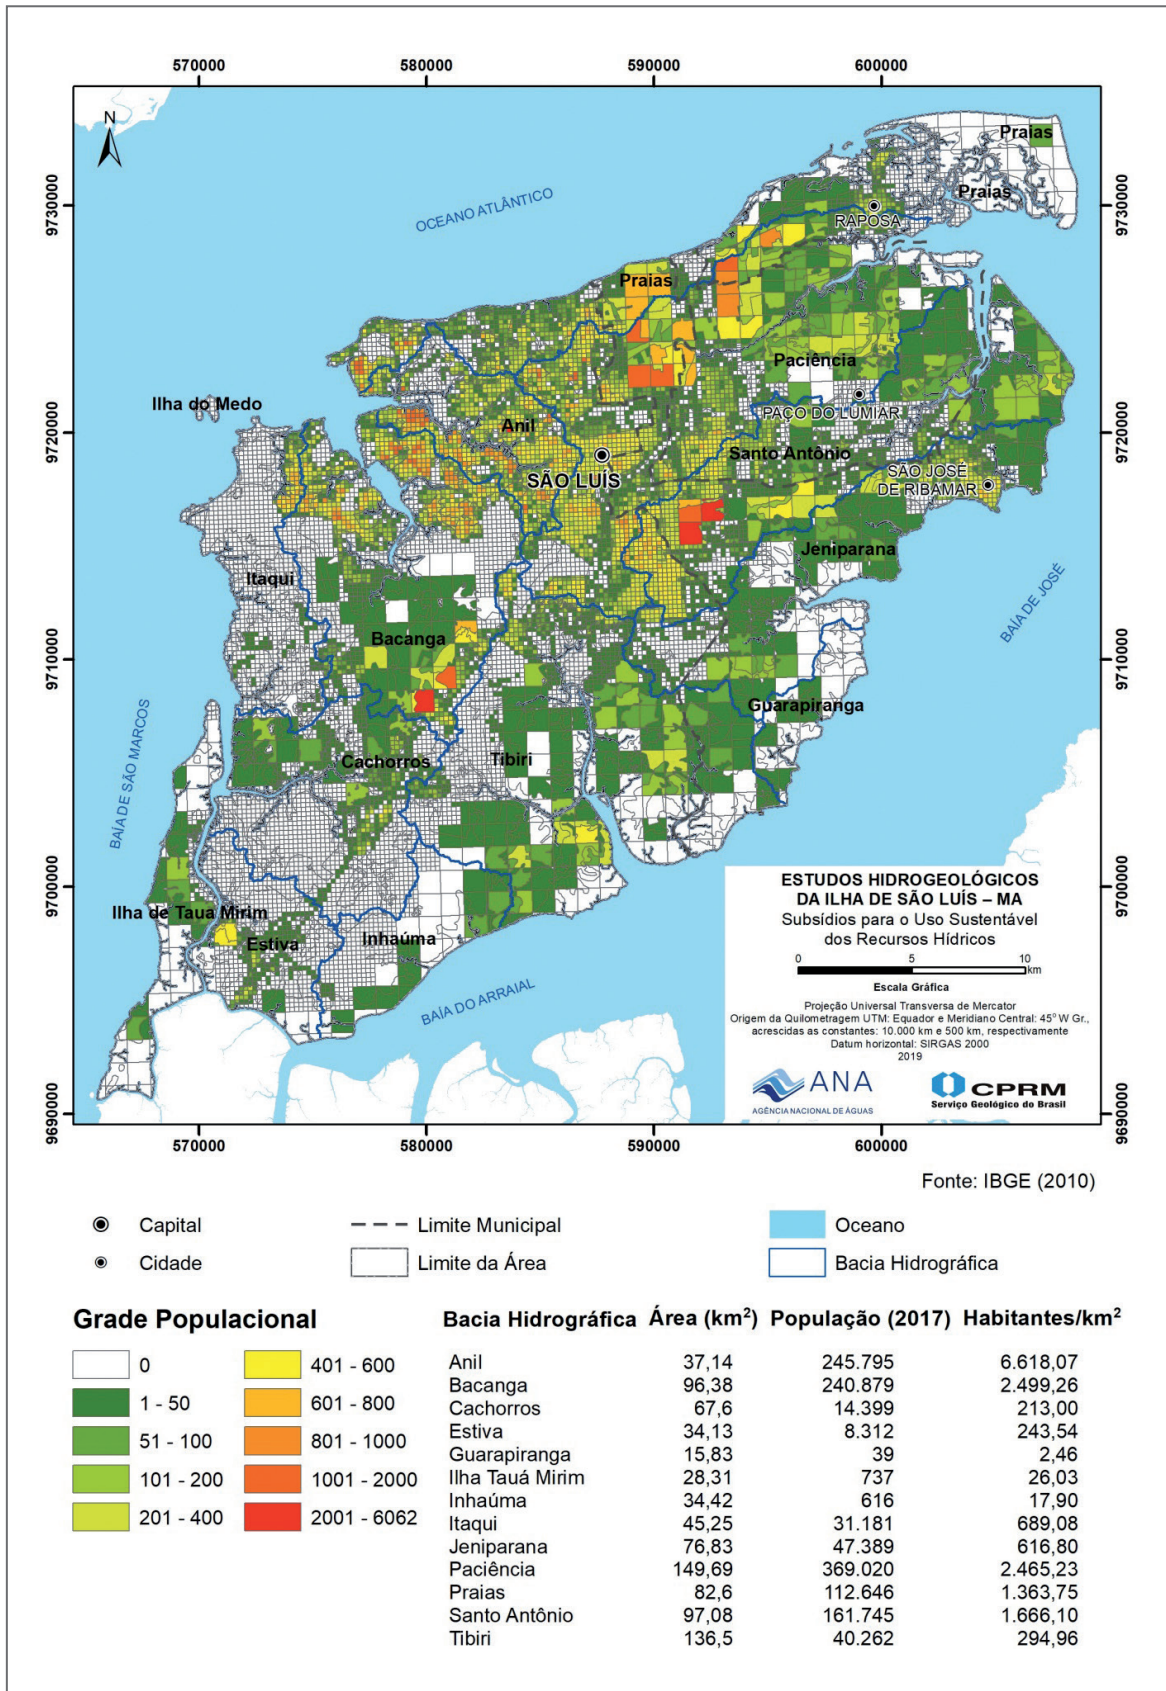 570000 580000 590000 600000
N
Praias
Praias
9730000 9730000
OCEANO ATLÂNTICO
RAPOSA
Praias
Paciência
Ilha do Medo
PAÇO DO LUMIAR
9720000 9720000
Anil
Santo Antônio
SÃO LUÍS
SÃO JOSÉ
DE RIBAMAR
Jeniparana
Itaqui
BAÍA DE JOSÉ
Bacanga
9710000 9710000
Guarapiranga
BAÍA DE SÃO MARCOS
Cachorros
Tibiri
9700000 9700000
Ilha de Taua Mirim
Estiva
Inhaúma
BAÍA DO ARRAIAL
ESTUDOS HIDROGEOLÓGICOS
DA ILHA DE SÃO LUÍS – MA
Subsídios para o Uso Sustentável
dos Recursos Hídricos
0 5 10
km
Escala Gráfica
Projeção Universal Transversa de Mercator
Origem da Quilometragem UTM: Equador e Meridiano Central: 45° W Gr.,
acrescidas as constantes: 10.000 km e 500 km, respectivamente
Datum horizontal: SIRGAS 2000
2019
ANA
AGÊNCIA NACIONAL DE ÁGUAS
CPRM
Serviço Geológico do Brasil
9690000 9690000
570000 580000 590000 600000
Fonte: IBGE (2010)
Capital Limite Municipal Oceano
Cidade Limite da Área Bacia Hidrográfica
Grade Populacional
0 401 - 600
1 - 50 601 - 800
51 - 100 801 - 1000
101 - 200 1001 - 2000
201 - 400 2001 - 6062
Bacia Hidrográfica Área (km²) População (2017) Habitantes/km²
Anil 37,14 245.795 6.618,07
Bacanga 96,38 240.879 2.499,26
Cachorros 67,6 14.399 213,00
Estiva 34,13 8.312 243,54
Guarapiranga 15,83 39 2,46
Ilha Tauá Mirim 28,31 737 26,03
Inhaúma 34,42 616 17,90
Itaqui 45,25 31.181 689,08
Jeniparana 76,83 47.389 616,80
Paciência 149,69 369.020 2.465,23
Praias 82,6 112.646 1.363,75
Santo Antônio 97,08 161.745 1.666,10
Tibiri 136,5 40.262 294,96